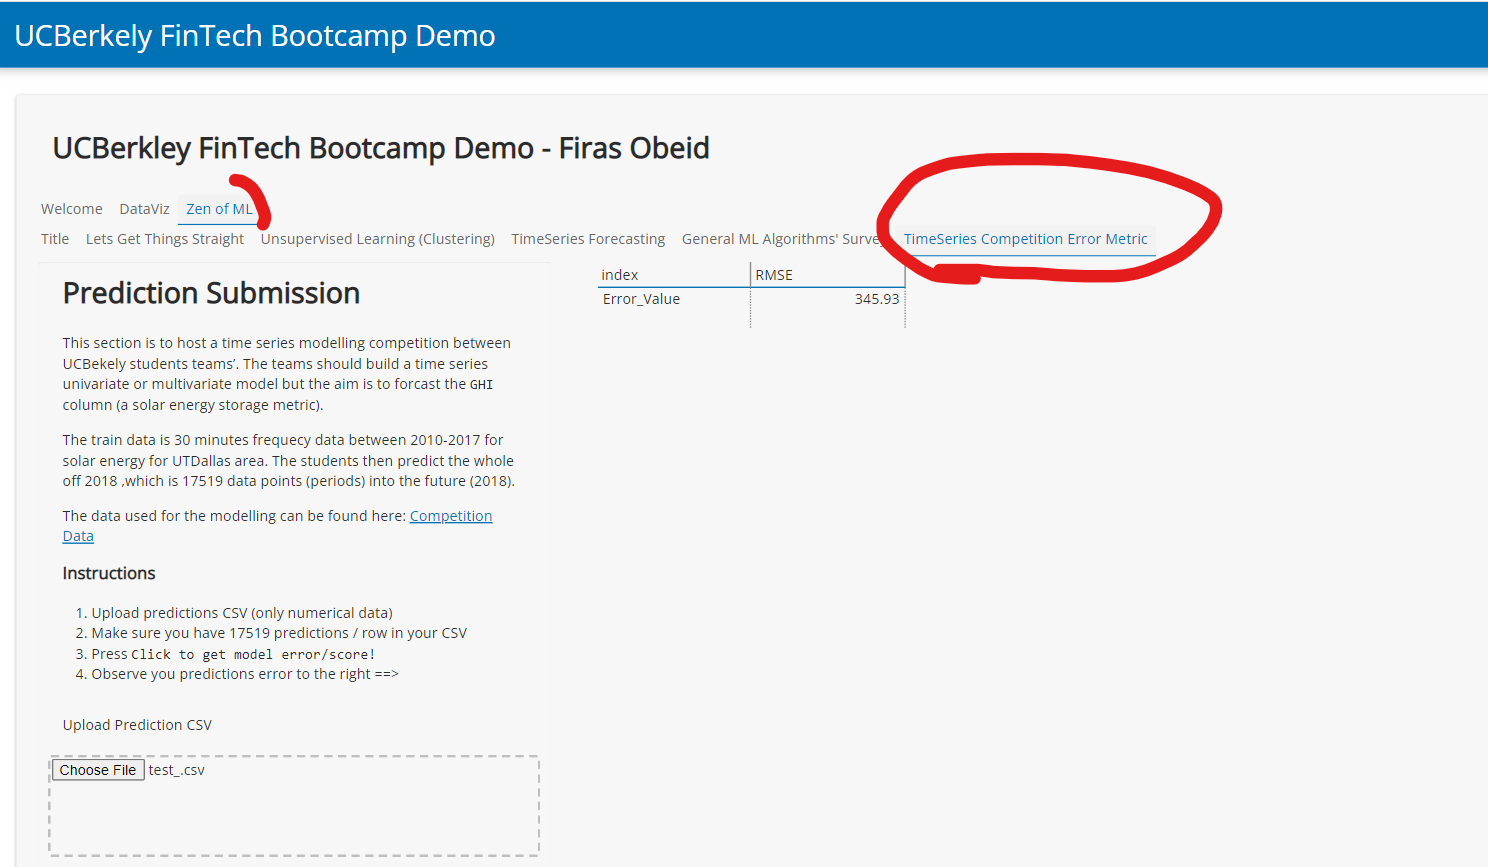 UCBerkely FinTech Bootcamp Demo
UCBerkley FinTech Bootcamp Demo - Firas Obeid
Welcome DataViz Zen of ML
Title Lets Get Things Straight Unsupervised Learning (Clustering) TimeSeries Forecasting General ML Algorithms' Survey TimeSeries Competition Error Metric
Prediction Submission
This section is to host a time series modelling competition between
UCBekely students teams’. The teams should build a time series
univariate or multivariate model but the aim is to forcast the GHI
column (a solar energy storage metric).
The train data is 30 minutes frequecy data between 2010-2017 for
solar energy for UTDallas area. The students then predict the whole
off 2018 ,which is 17519 data points (periods) into the future (2018).
The data used for the modelling can be found here: Competition
Data
Instructions
1. Upload predictions CSV (only numerical data)
2. Make sure you have 17519 predictions / row in your CSV
3. Press Click to get model error/score!
4. Observe you predictions error to the right ==>
Upload Prediction CSV
Choose File test_.csv
index RMSE
Error_Value 345.93